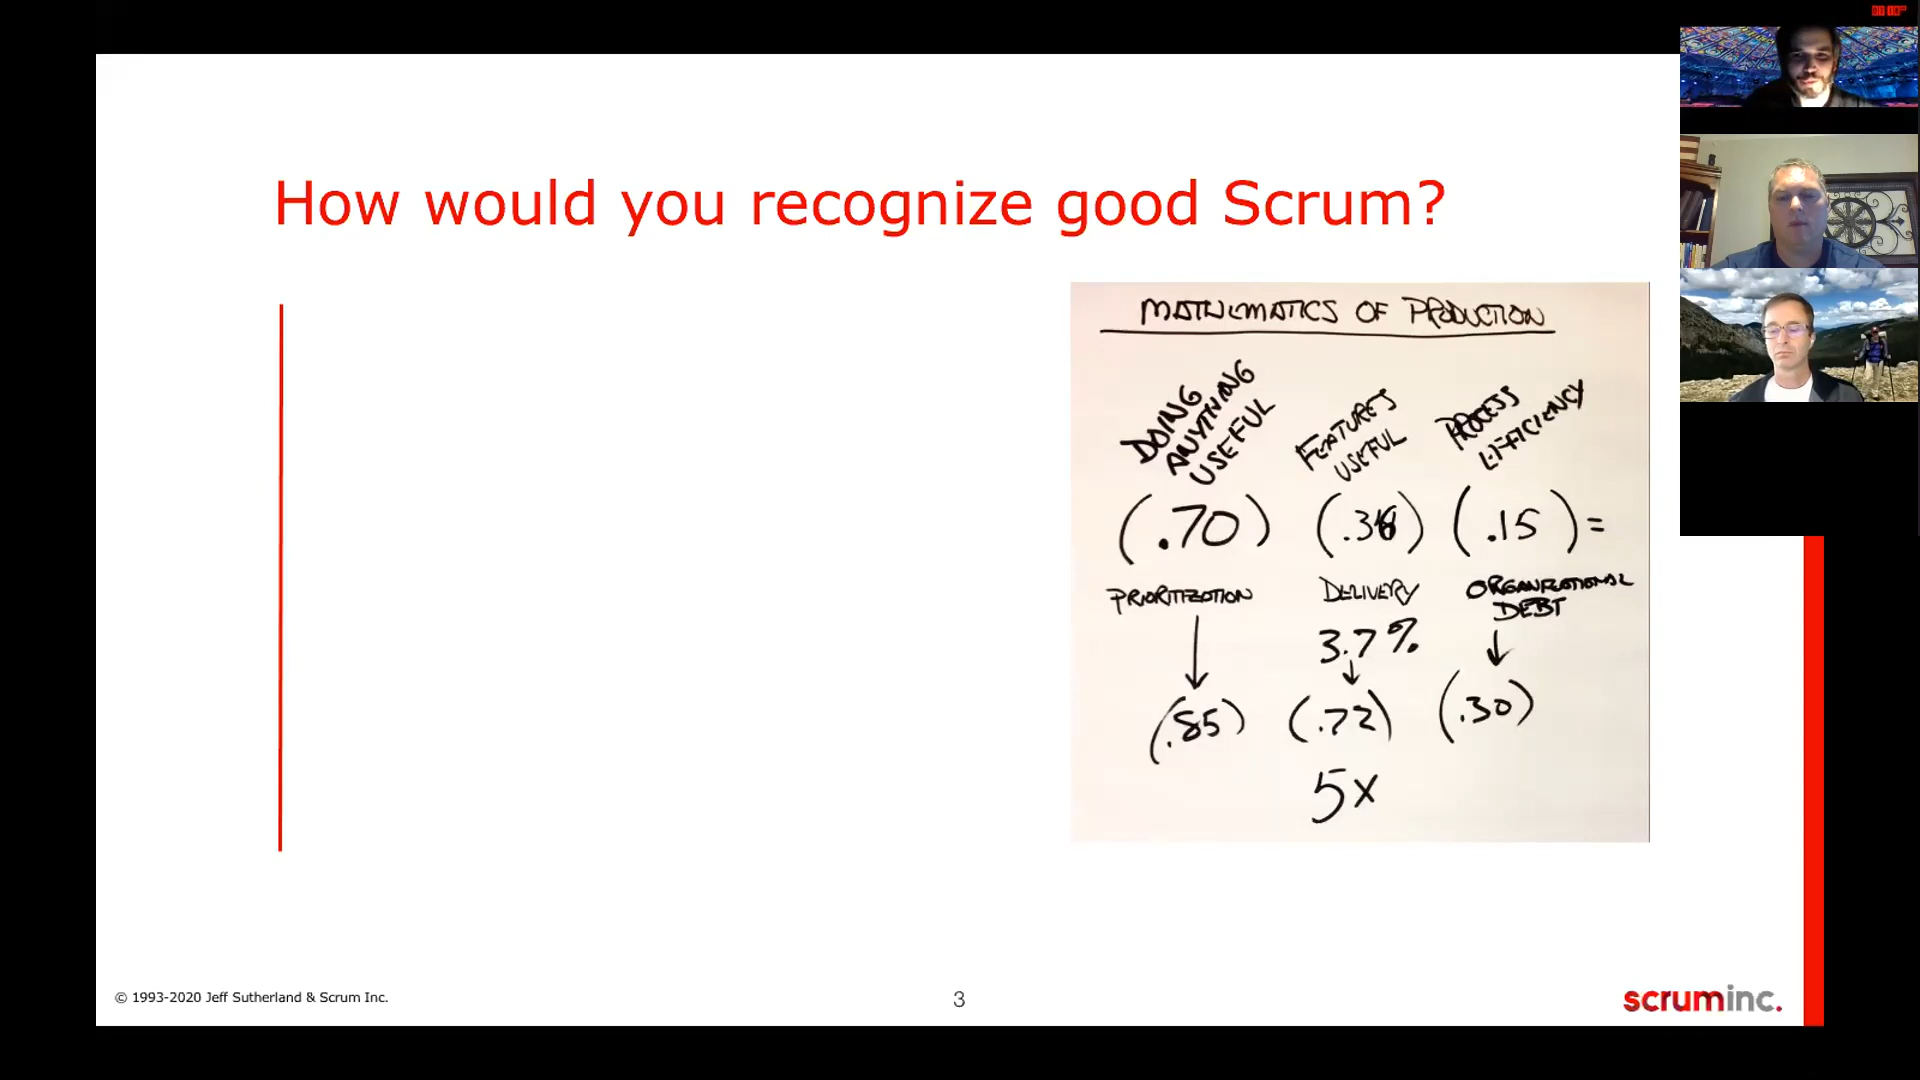 How would you recognize good Scrum?
MATHEMATICS OF PRODUCTION
DOING
ANYTHING
USEFUL
FEATURES
USEFUL
PROCESS
EFFICIENCY
(.70) (.36) (.15) =
PRIORITIZATION
DELIVERY
ORGANIZATIONAL
DEBT
3.7%
(.85) (.72) (.30)
5x
© 1993-2020 Jeff Sutherland & Scrum Inc.
3
scruminc.